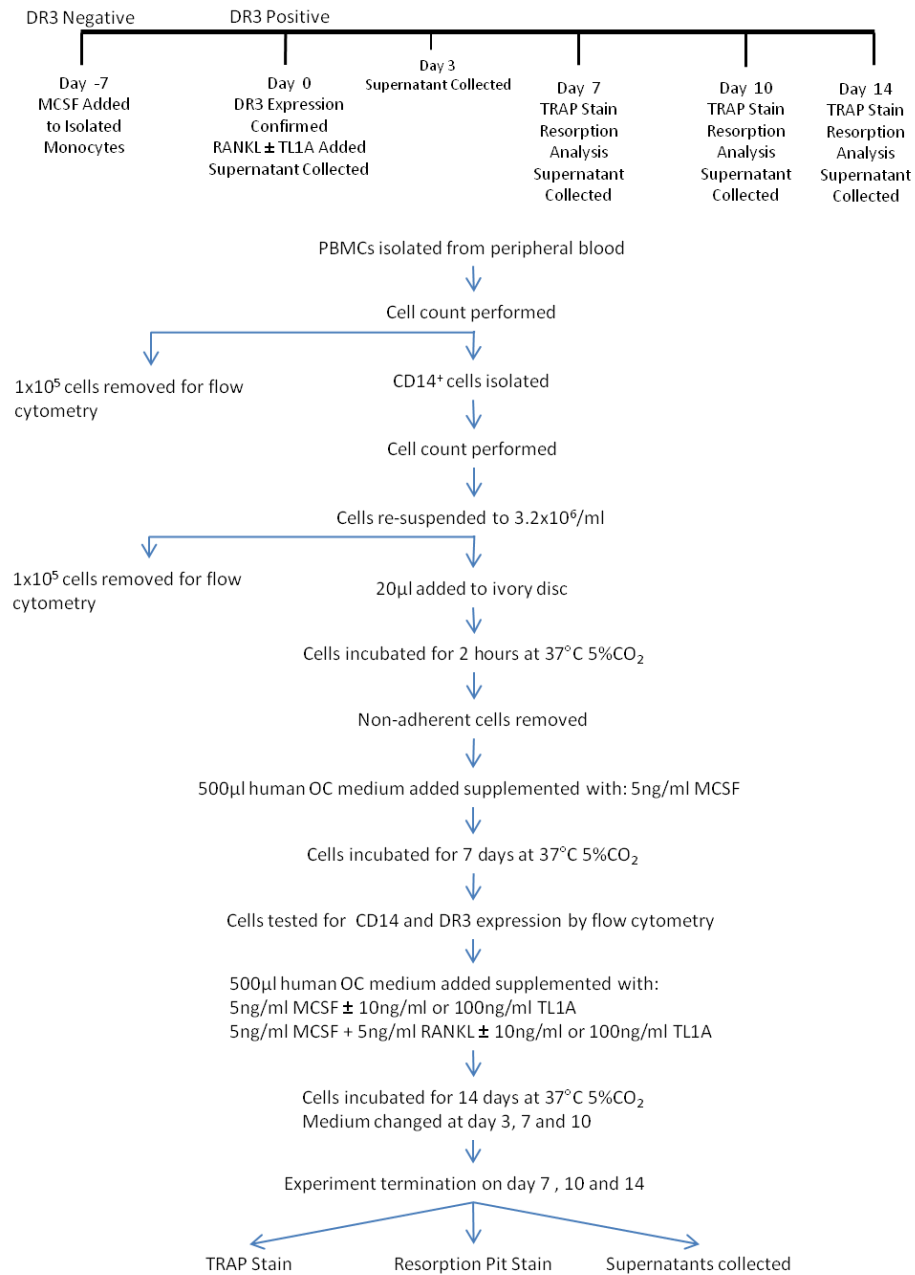 DR3 Negative
DR3 Positive
Day -7
MCSF Added
to Isolated
Monocytes
Day 0
DR3 Expression
Confirmed
RANKL ± TL1A Added
Supernatant Collected
Day 3
Supernatant Collected
Day 7
TRAP Stain
Resorption
Analysis
Supernatant
Collected
Day 10
TRAP Stain
Resorption
Analysis
Supernatant
Collected
Day 14
TRAP Stain
Resorption
Analysis
Supernatant
Collected
PBMCs isolated from peripheral blood
Cell count performed
1x10⁵ cells removed for flow
cytometry
CD14⁺ cells isolated
Cell count performed
Cells re-suspended to 3.2x10⁶/ml
1x10⁵ cells removed for flow
cytometry
20µl added to ivory disc
Cells incubated for 2 hours at 37°C 5%CO₂
Non-adherent cells removed
500µl human OC medium added supplemented with: 5ng/ml MCSF
Cells incubated for 7 days at 37°C 5%CO₂
Cells tested for CD14 and DR3 expression by flow cytometry
500µl human OC medium added supplemented with:
5ng/ml MCSF ± 10ng/ml or 100ng/ml TL1A
5ng/ml MCSF + 5ng/ml RANKL ± 10ng/ml or 100ng/ml TL1A
Cells incubated for 14 days at 37°C 5%CO₂
Medium changed at day 3, 7 and 10
Experiment termination on day 7 , 10 and 14
TRAP Stain
Resorption Pit Stain
Supernatants collected